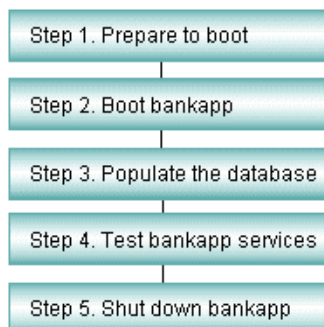 Step 1. Prepare to boot
Step 2. Boot bankapp
Step 3. Populate the database
Step 4. Test bankapp services
Step 5. Shut down bankapp